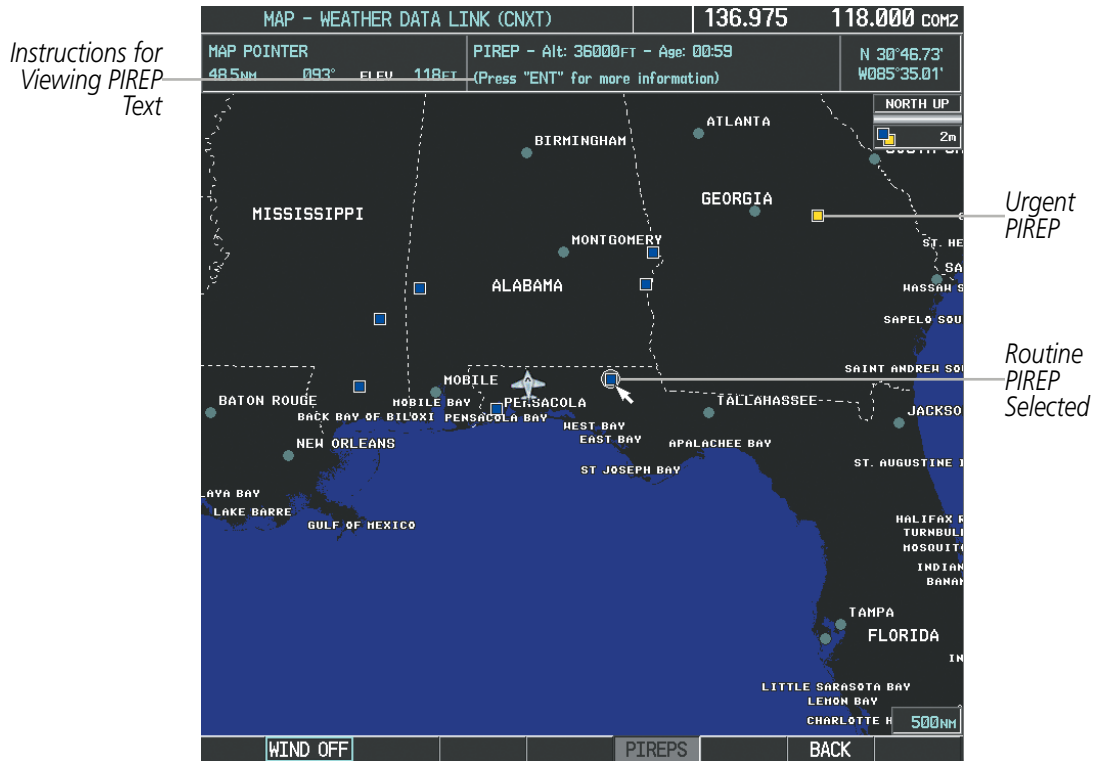 MAP - WEATHER DATA LINK (CNXT)
136.975
118.000 COM2
Instructions for
Viewing PIREP
Text
MAP POINTER
48.5NM 093° ELEV 118FT
PIREP - Alt: 36000FT - Age: 00:59
(Press "ENT" for more information)
N 30°46.73'
W085°35.01'
NORTH UP
2m
ATLANTA
BIRMINGHAM
GEORGIA
MISSISSIPPI
Urgent
PIREP
MONTGOMERY
ST. HE
SA
ALABAMA
WASSAW S
SAPELO SOU
Routine
PIREP
Selected
SAINT ANDREW SOU
MOBILE
BATON ROUGE
MOBILE BAY
PENSACOLA
TALLAHASSEE
BACK BAY OF BILOXI
PENSACOLA BAY
JACKSO
WEST BAY
EAST BAY
APALACHEE BAY
NEW ORLEANS
ST. AUGUSTINE I
ST JOSEPH BAY
LAYA BAY
LAKE BARRE
GULF OF MEXICO
HALIFAX R
TURNBULL
MOSQUIT
INDIAN
BANAN
TAMPA
FLORIDA
IN
LITTLE SARASOTA BAY
LEMON BAY
CHARLOTTE H
500NM
WIND OFF
PIREPS
BACK